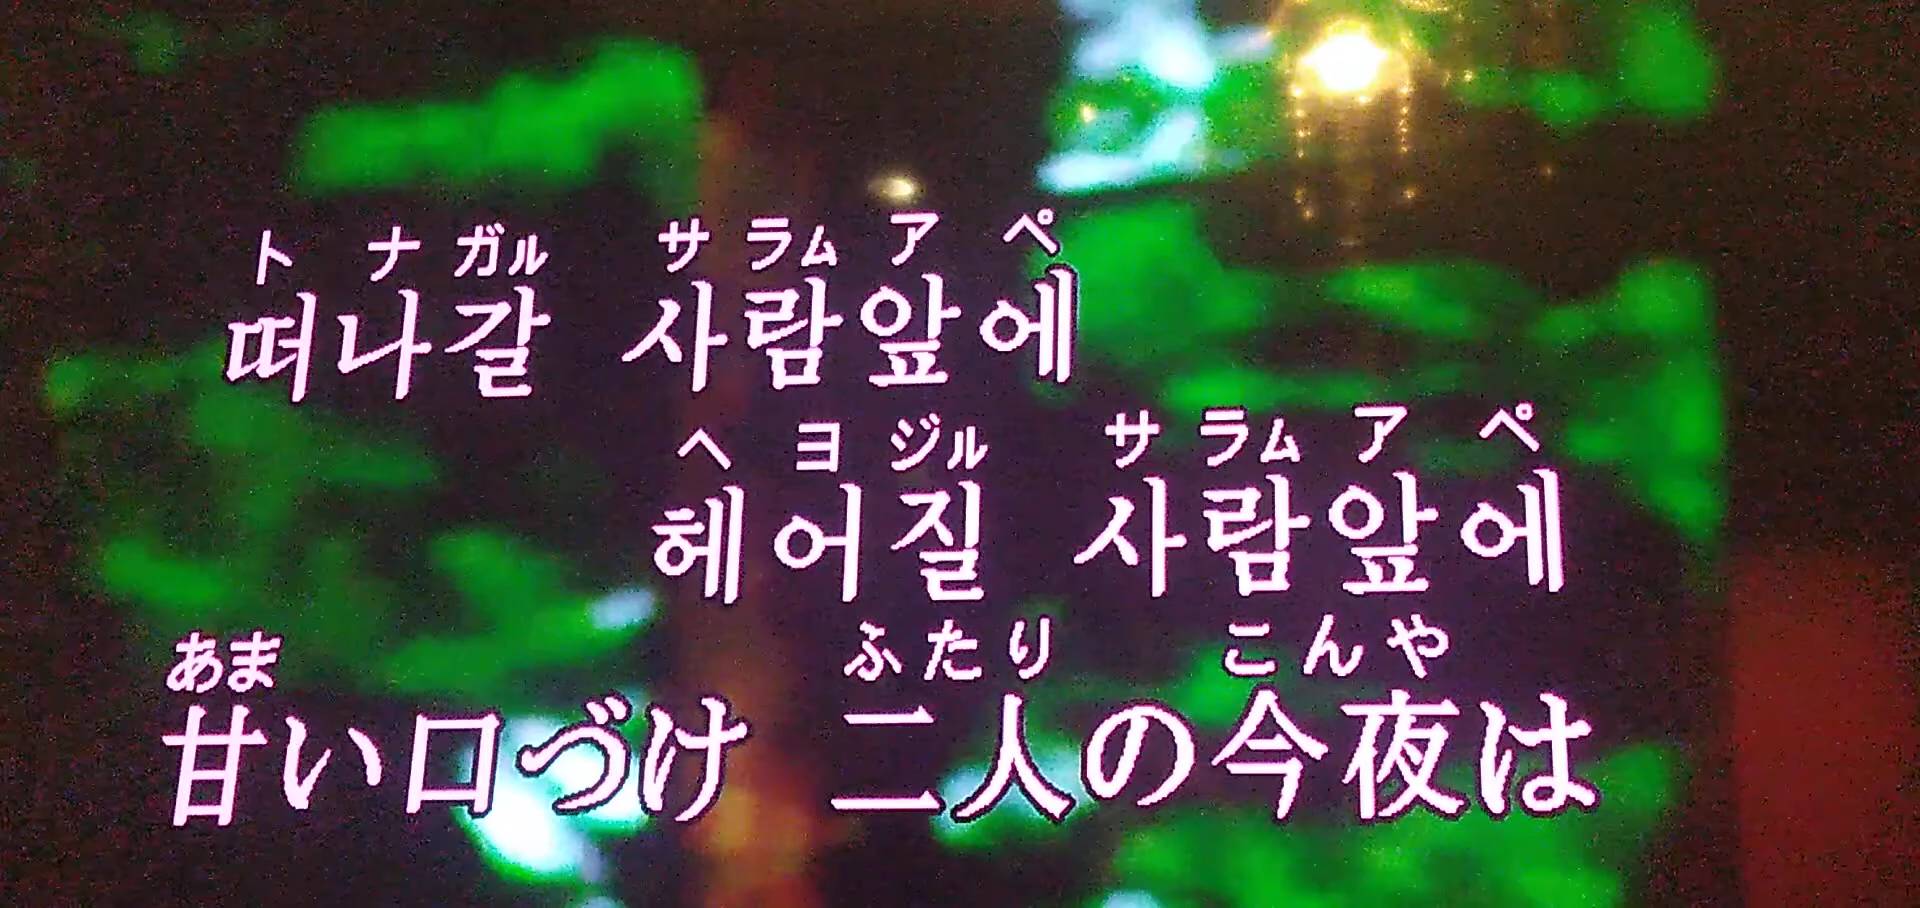 ト ナ ガル サ ラム ア ペ
떠나갈 사람앞에
ヘ ヨ ジル サ ラム ア ペ
헤어질 사람앞에
あま ふたり こんや
甘い口づけ 二人の今夜は